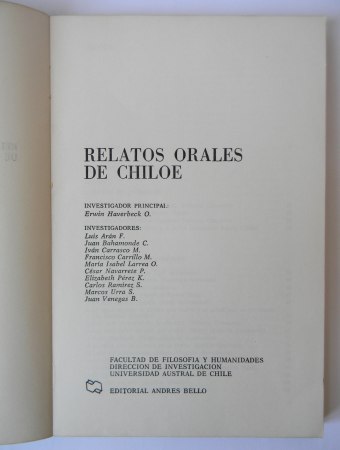 RELATOS ORALES
DE CHILOE
INVESTIGADOR PRINCIPAL:
Erwin Haverbeck O.
INVESTIGADORES:
Luis Arán F.
Juan Bahamonde C.
Iván Carrasco M.
Francisco Carrillo M.
María Isabel Larrea O.
César Navarrete P.
Elizabeth Pérez K.
Carlos Ramírez S.
Marcos Urra S.
Juan Venegas B.
FACULTAD DE FILOSOFIA Y HUMANIDADES
DIRECCION DE INVESTIGACION
UNIVERSIDAD AUSTRAL DE CHILE
EDITORIAL ANDRES BELLO